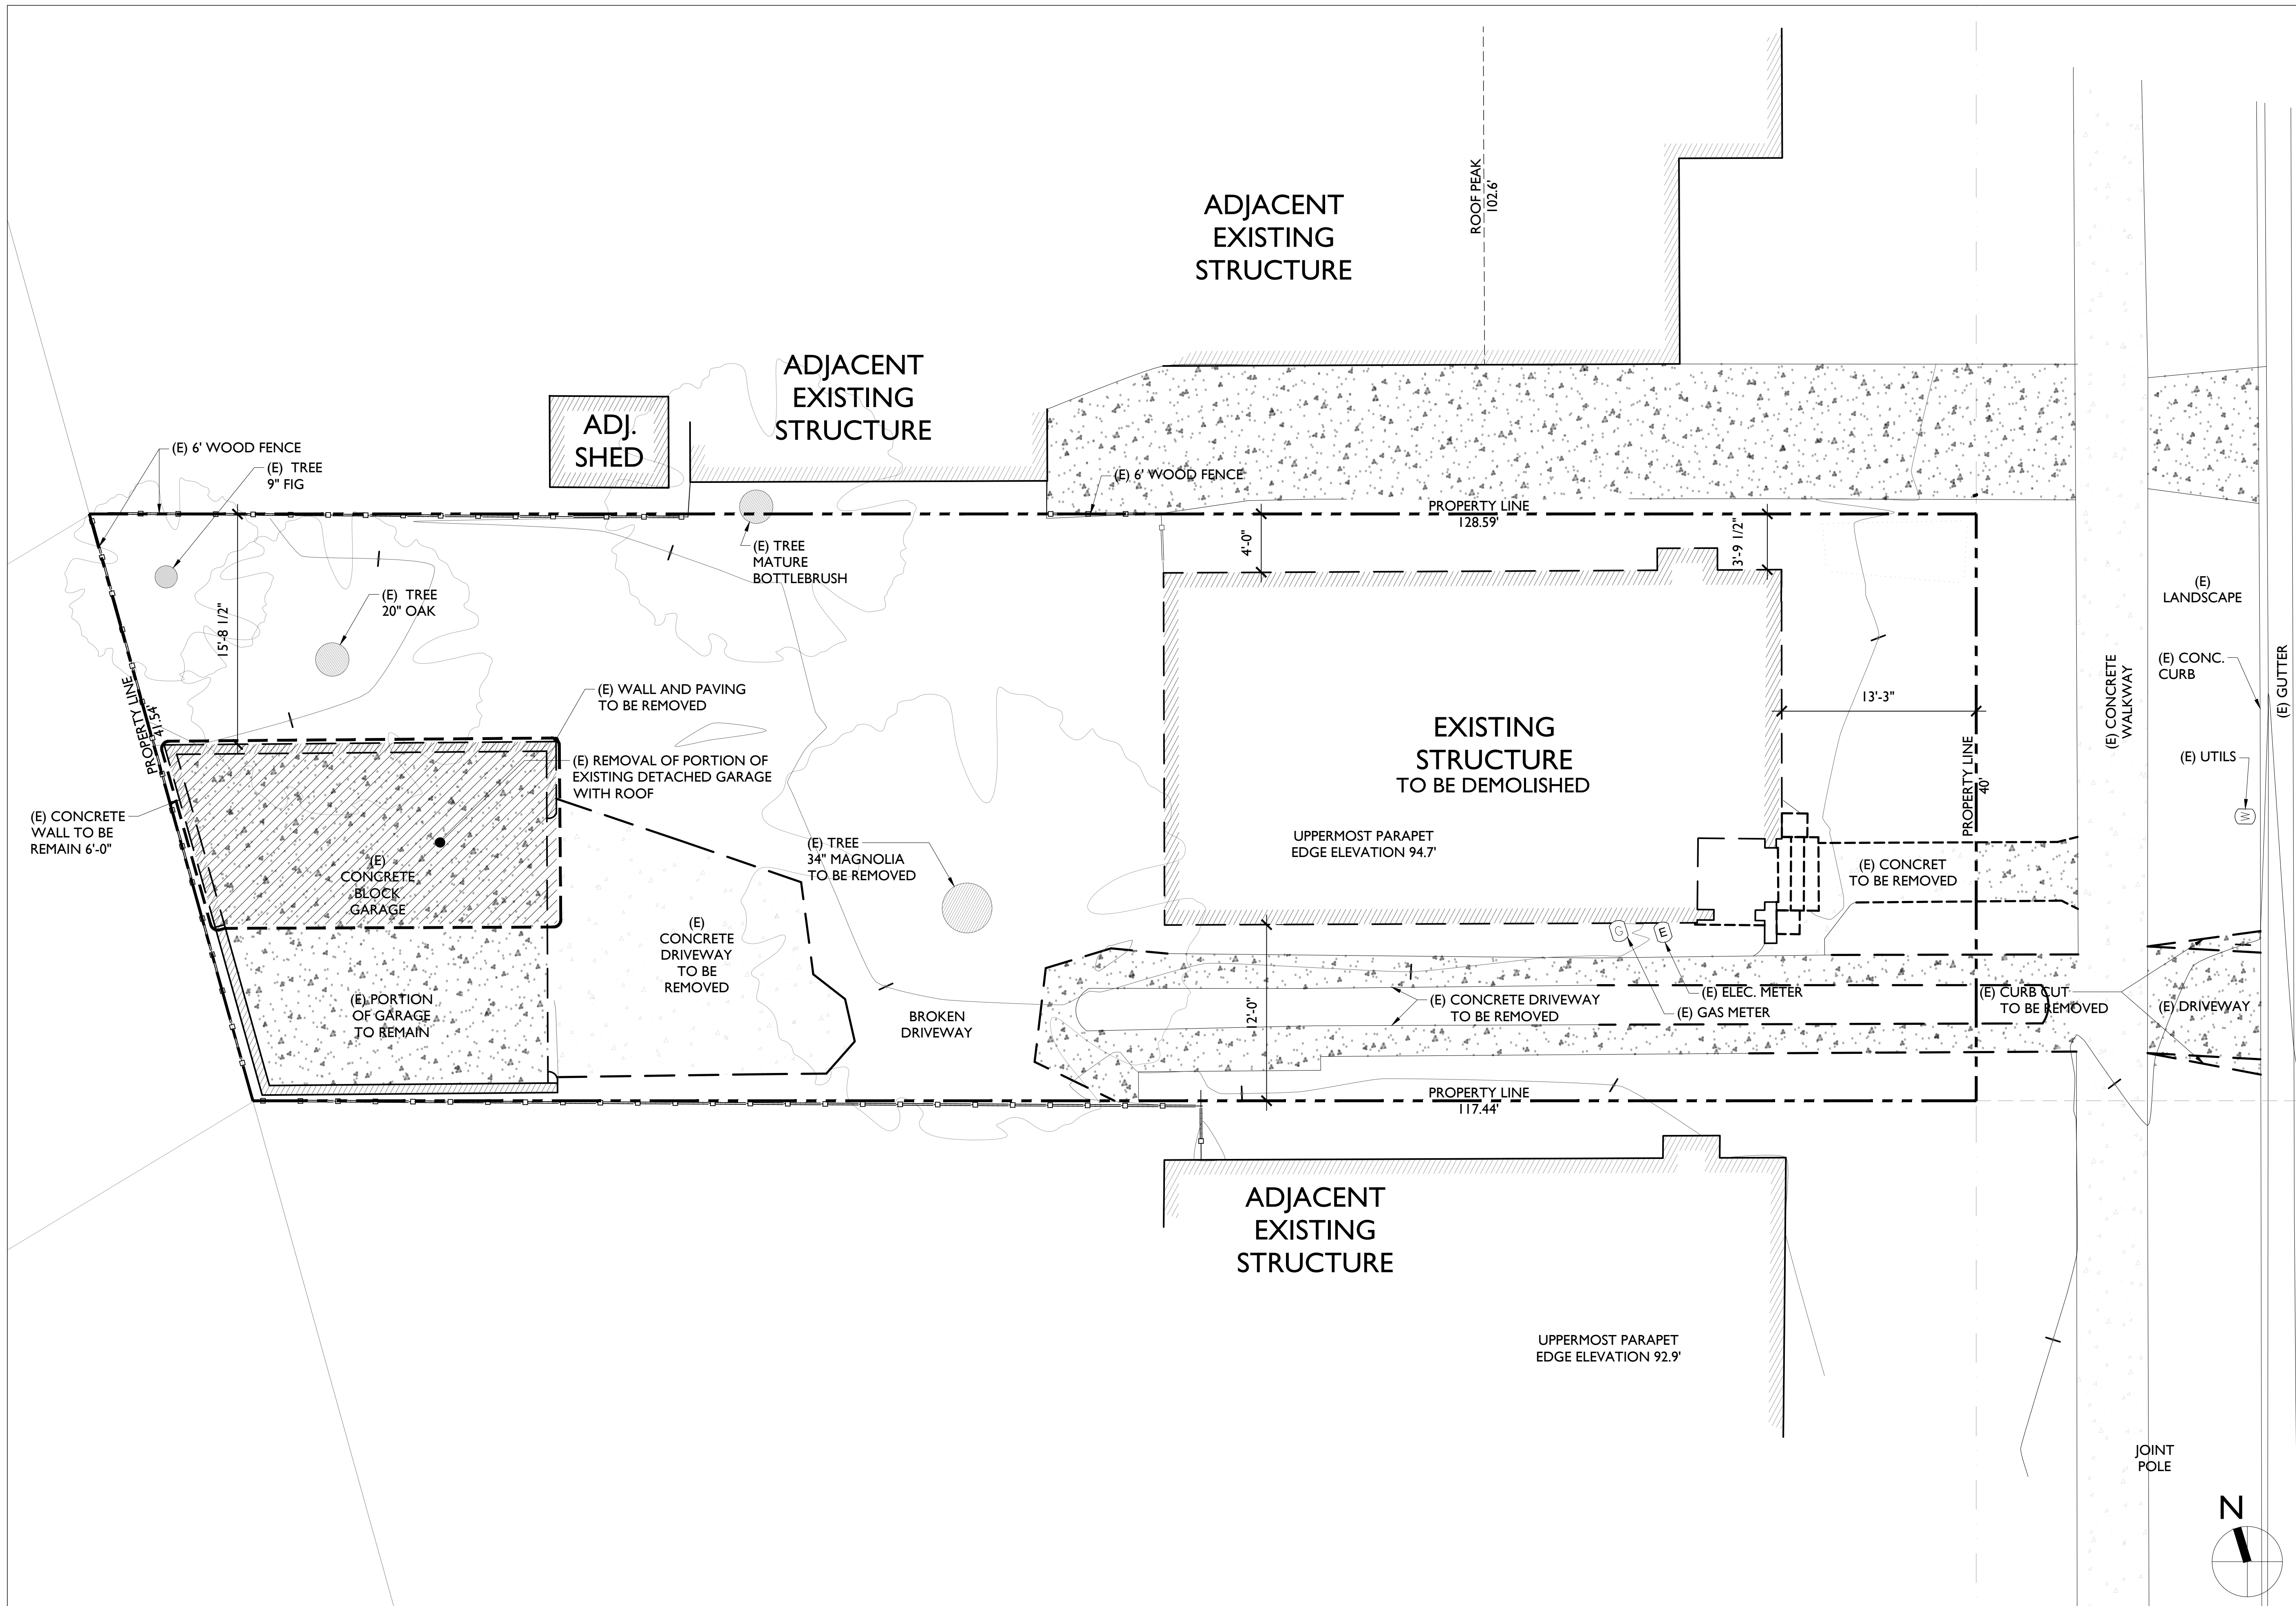 ROOF PEAK
102.6'
ADJACENT
EXISTING
STRUCTURE
ADJACENT
EXISTING
STRUCTURE
ADJ.
SHED
(E) 6' WOOD FENCE
(E) TREE
9" FIG
(E) 6' WOOD FENCE
PROPERTY LINE
128.59'
4'-0"
3'-9 1/2"
(E) TREE
MATURE
BOTTLEBRUSH
(E) TREE
20" OAK
15'-8 1/2"
(E)
LANDSCAPE
(E) CONC.
CURB
(E) GUTTER
(E) CONCRETE
WALKWAY
(E) UTILS
W
PROPERTY LINE
41.54'
(E) WALL AND PAVING
TO BE REMOVED
13'-3"
EXISTING
STRUCTURE
TO BE DEMOLISHED
PROPERTY LINE
40'
(E) REMOVAL OF PORTION OF
EXISTING DETACHED GARAGE
WITH ROOF
(E) CONCRETE
WALL TO BE
REMAIN 6'-0"
UPPERMOST PARAPET
EDGE ELEVATION 94.7'
(E) TREE
34" MAGNOLIA
TO BE REMOVED
(E)
CONCRETE
BLOCK
GARAGE
(E) CONCRET
TO BE REMOVED
(E)
CONCRETE
DRIVEWAY
TO BE
REMOVED
G
E
(E) PORTION
OF GARAGE
TO REMAIN
BROKEN
DRIVEWAY
12'-0"
(E) CONCRETE DRIVEWAY
TO BE REMOVED
(E) ELEC. METER
(E) GAS METER
(E) CURB CUT
TO BE REMOVED
(E) DRIVEWAY
PROPERTY LINE
117.44'
ADJACENT
EXISTING
STRUCTURE
UPPERMOST PARAPET
EDGE ELEVATION 92.9'
JOINT
POLE
N